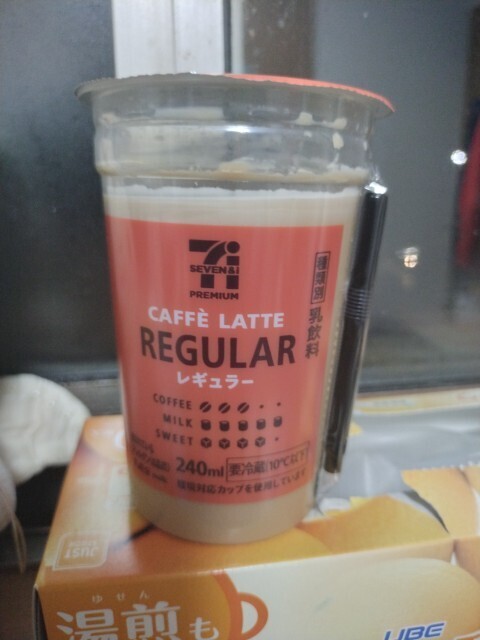 7i
SEVEN&i
PREMIUM
種類別 乳飲料
CAFFÈ LATTE
REGULAR
レギュラー
COFFEE
MILK
SWEET
240ml 要冷蔵10℃以下
環境対応カップを使用しています
ゆせん
湯煎も
UBE